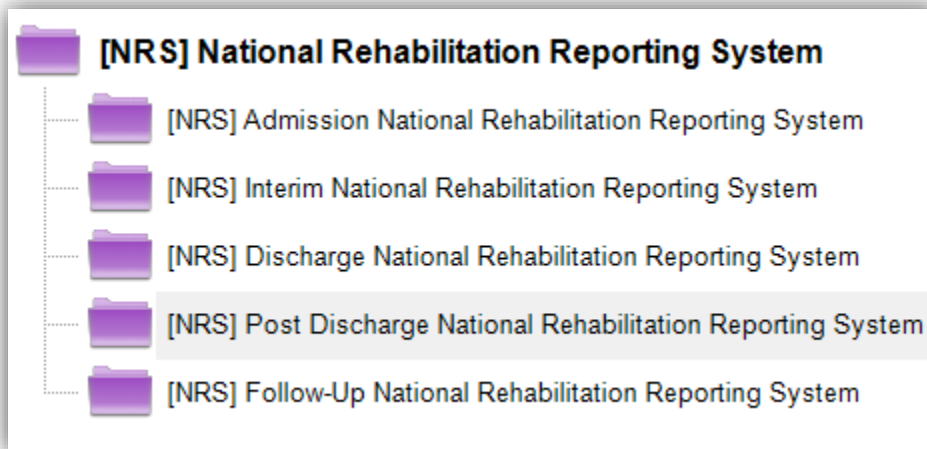 [NRS] National Rehabilitation Reporting System
[NRS] Admission National Rehabilitation Reporting System
[NRS] Interim National Rehabilitation Reporting System
[NRS] Discharge National Rehabilitation Reporting System
[NRS] Post Discharge National Rehabilitation Reporting System
[NRS] Follow-Up National Rehabilitation Reporting System